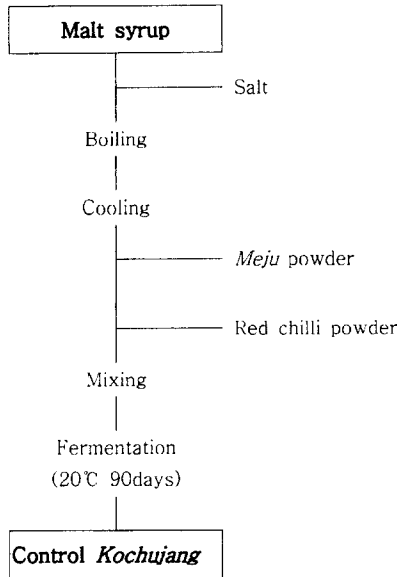 Malt syrup
Salt
Boiling
Cooling
Meju powder
Red chilli powder
Mixing
Fermentation
(20℃ 90days)
Control Kochujang